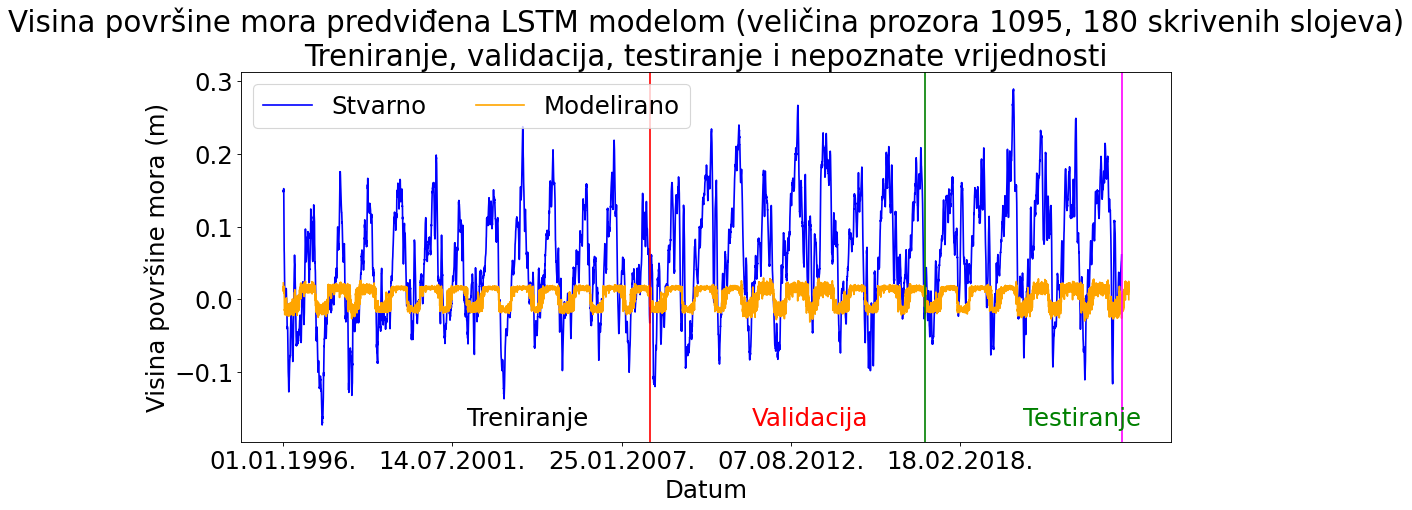 Visina površine mora predviđena LSTM modelom (veličina prozora 1095, 180 skrivenih slojeva)
Treniranje, validacija, testiranje i nepoznate vrijednosti
Stvarno
Modelirano
Visina površine mora (m)
0.3
0.2
0.1
0.0
−0.1
Treniranje
Validacija
Testiranje
01.01.1996.
14.07.2001.
25.01.2007.
07.08.2012.
18.02.2018.
Datum